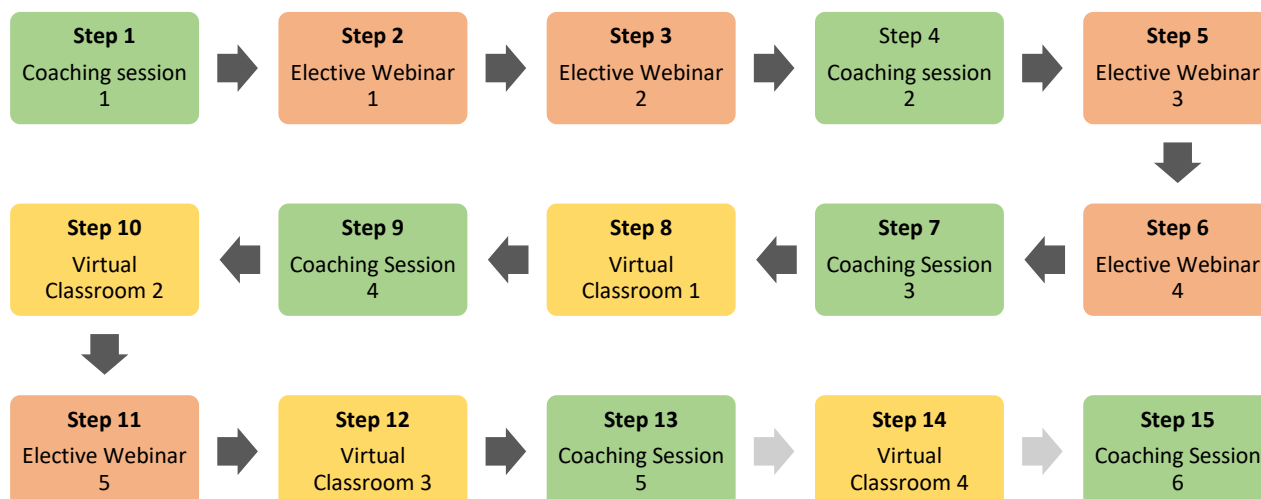 Step 1
Coaching session
1
Step 2
Elective Webinar
1
Step 3
Elective Webinar
2
Step 4
Coaching session
2
Step 5
Elective Webinar
3
Step 6
Elective Webinar
4
Step 7
Coaching Session
3
Step 8
Virtual
Classroom 1
Step 9
Coaching Session
4
Step 10
Virtual
Classroom 2
Step 11
Elective Webinar
5
Step 12
Virtual
Classroom 3
Step 13
Coaching Session
5
Step 14
Virtual
Classroom 4
Step 15
Coaching Session
6